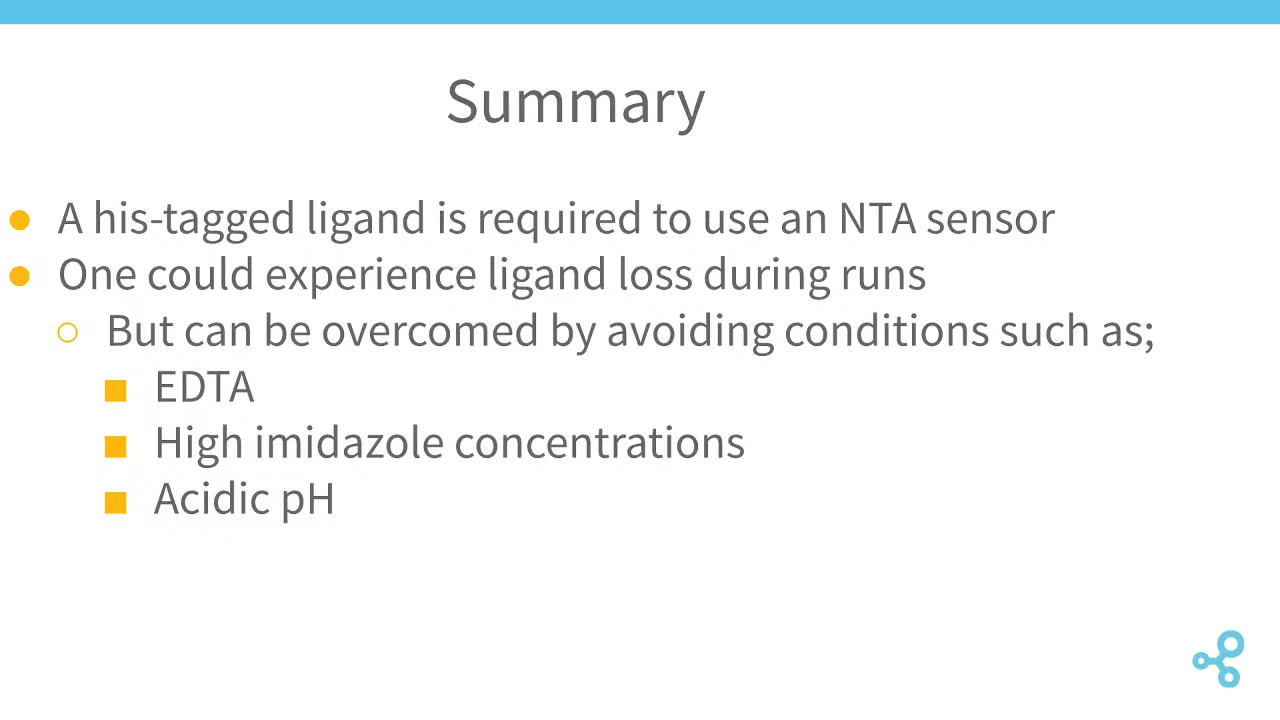 Summary
A his-tagged ligand is required to use an NTA sensor
One could experience ligand loss during runs
But can be overcomed by avoiding conditions such as;
EDTA
High imidazole concentrations
Acidic pH